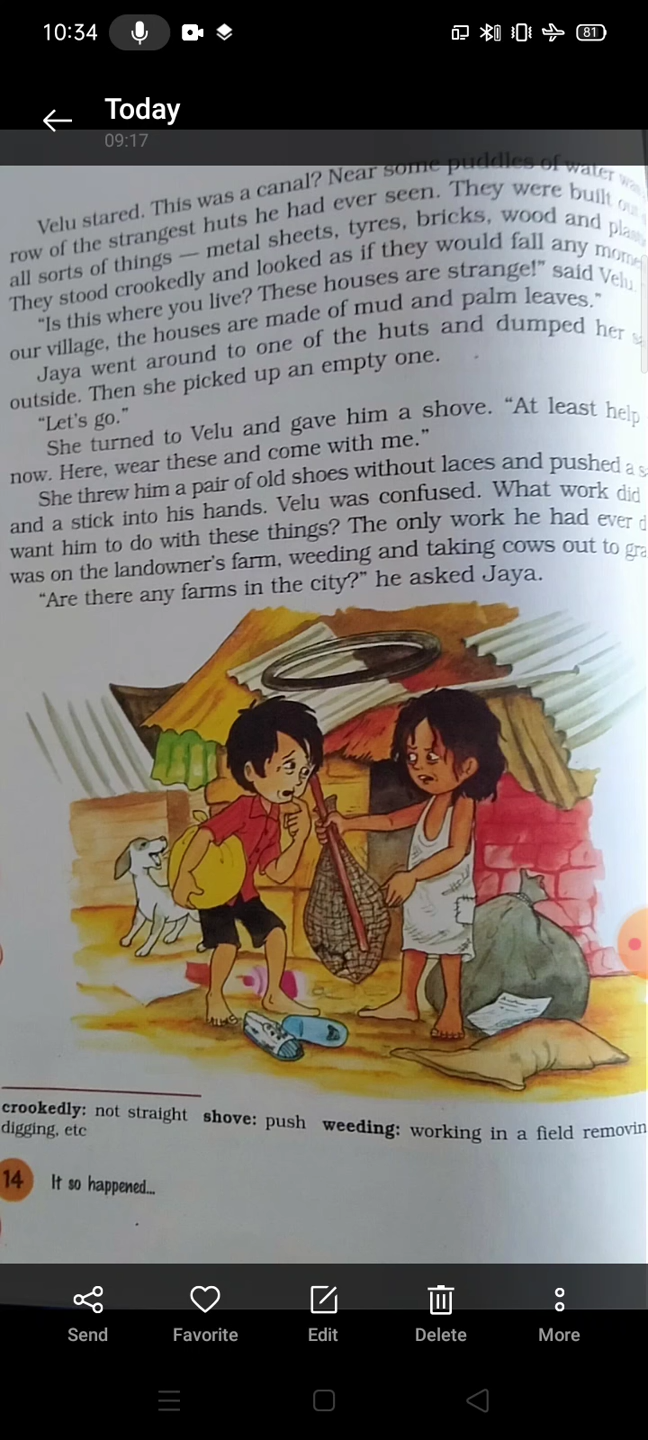 10:34
81
Today
09:17
Velu stared. This was a canal? Near some puddles of water
row of the strangest huts he had ever seen. They were built
all sorts of things — metal sheets, tyres, bricks, wood and
They stood crookedly and looked as if they would fall any
“Is this where you live? These houses are strange!” said Velu.
our village, the houses are made of mud and palm leaves.”
Jaya went around to one of the huts and dumped her
outside. Then she picked up an empty one.
“Let’s go.”
She turned to Velu and gave him a shove. “At least help
now. Here, wear these and come with me.”
She threw him a pair of old shoes without laces and pushed a
and a stick into his hands. Velu was confused. What work did
want him to do with these things? The only work he had ever
was on the landowner’s farm, weeding and taking cows out to
“Are there any farms in the city?” he asked Jaya.
crookedly: not straight shove: push weeding: working in a field
digging, etc
14 It so happened...
Send Favorite Edit Delete More